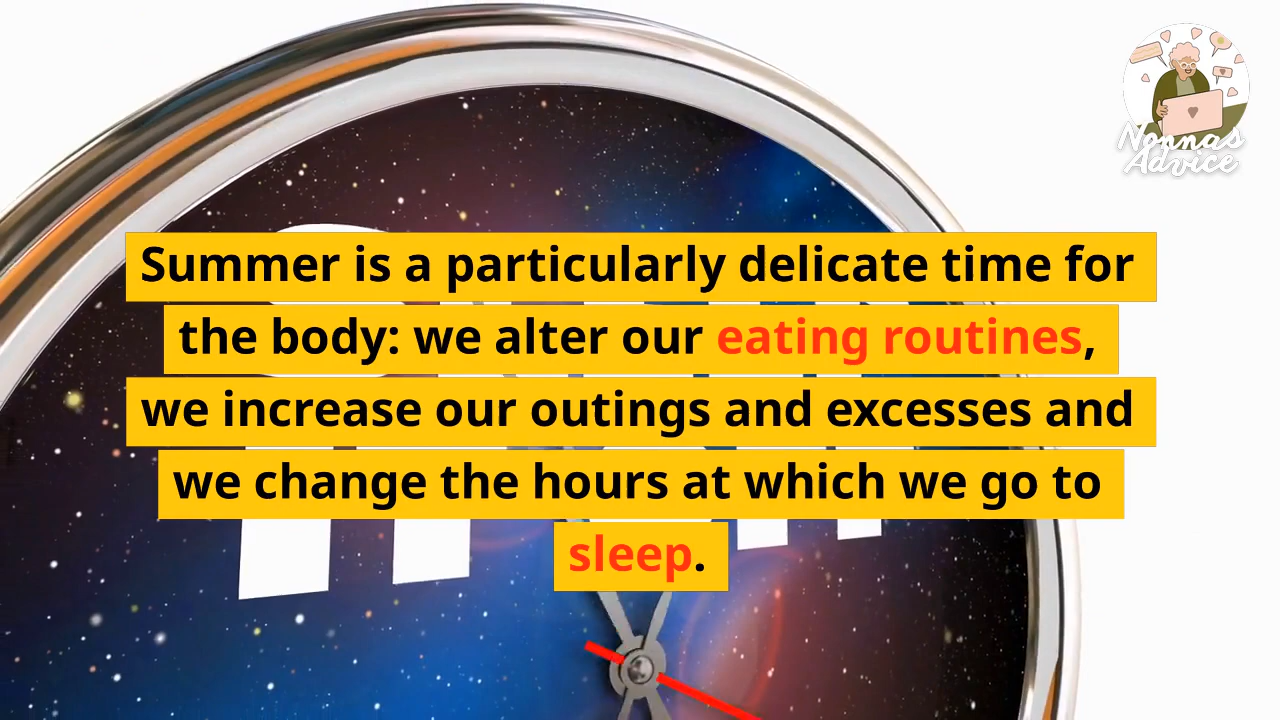 Nonnas
Advice
Summer is a particularly delicate time for
the body: we alter our eating routines,
we increase our outings and excesses and
we change the hours at which we go to
sleep.